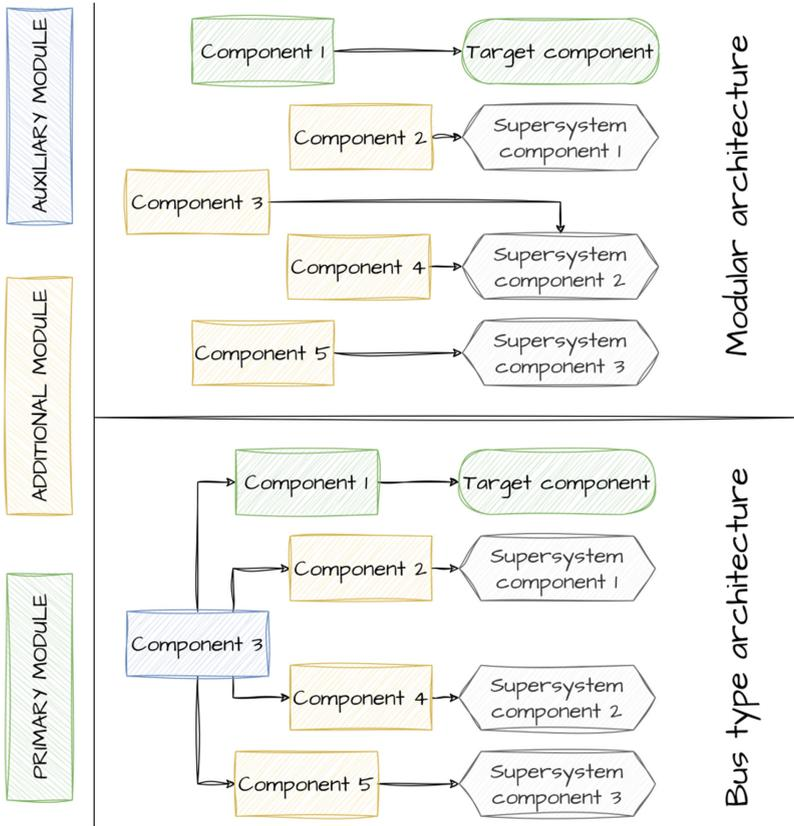 AUXILIARY MODULE
ADDITIONAL MODULE
PRIMARY MODULE
Component 1
Target component
Component 2
Supersystem
component 1
Component 3
Component 4
Supersystem
component 2
Component 5
Supersystem
component 3
Modular architecture
Component 1
Target component
Component 2
Supersystem
component 1
Component 3
Component 4
Supersystem
component 2
Component 5
Supersystem
component 3
Bus type architecture